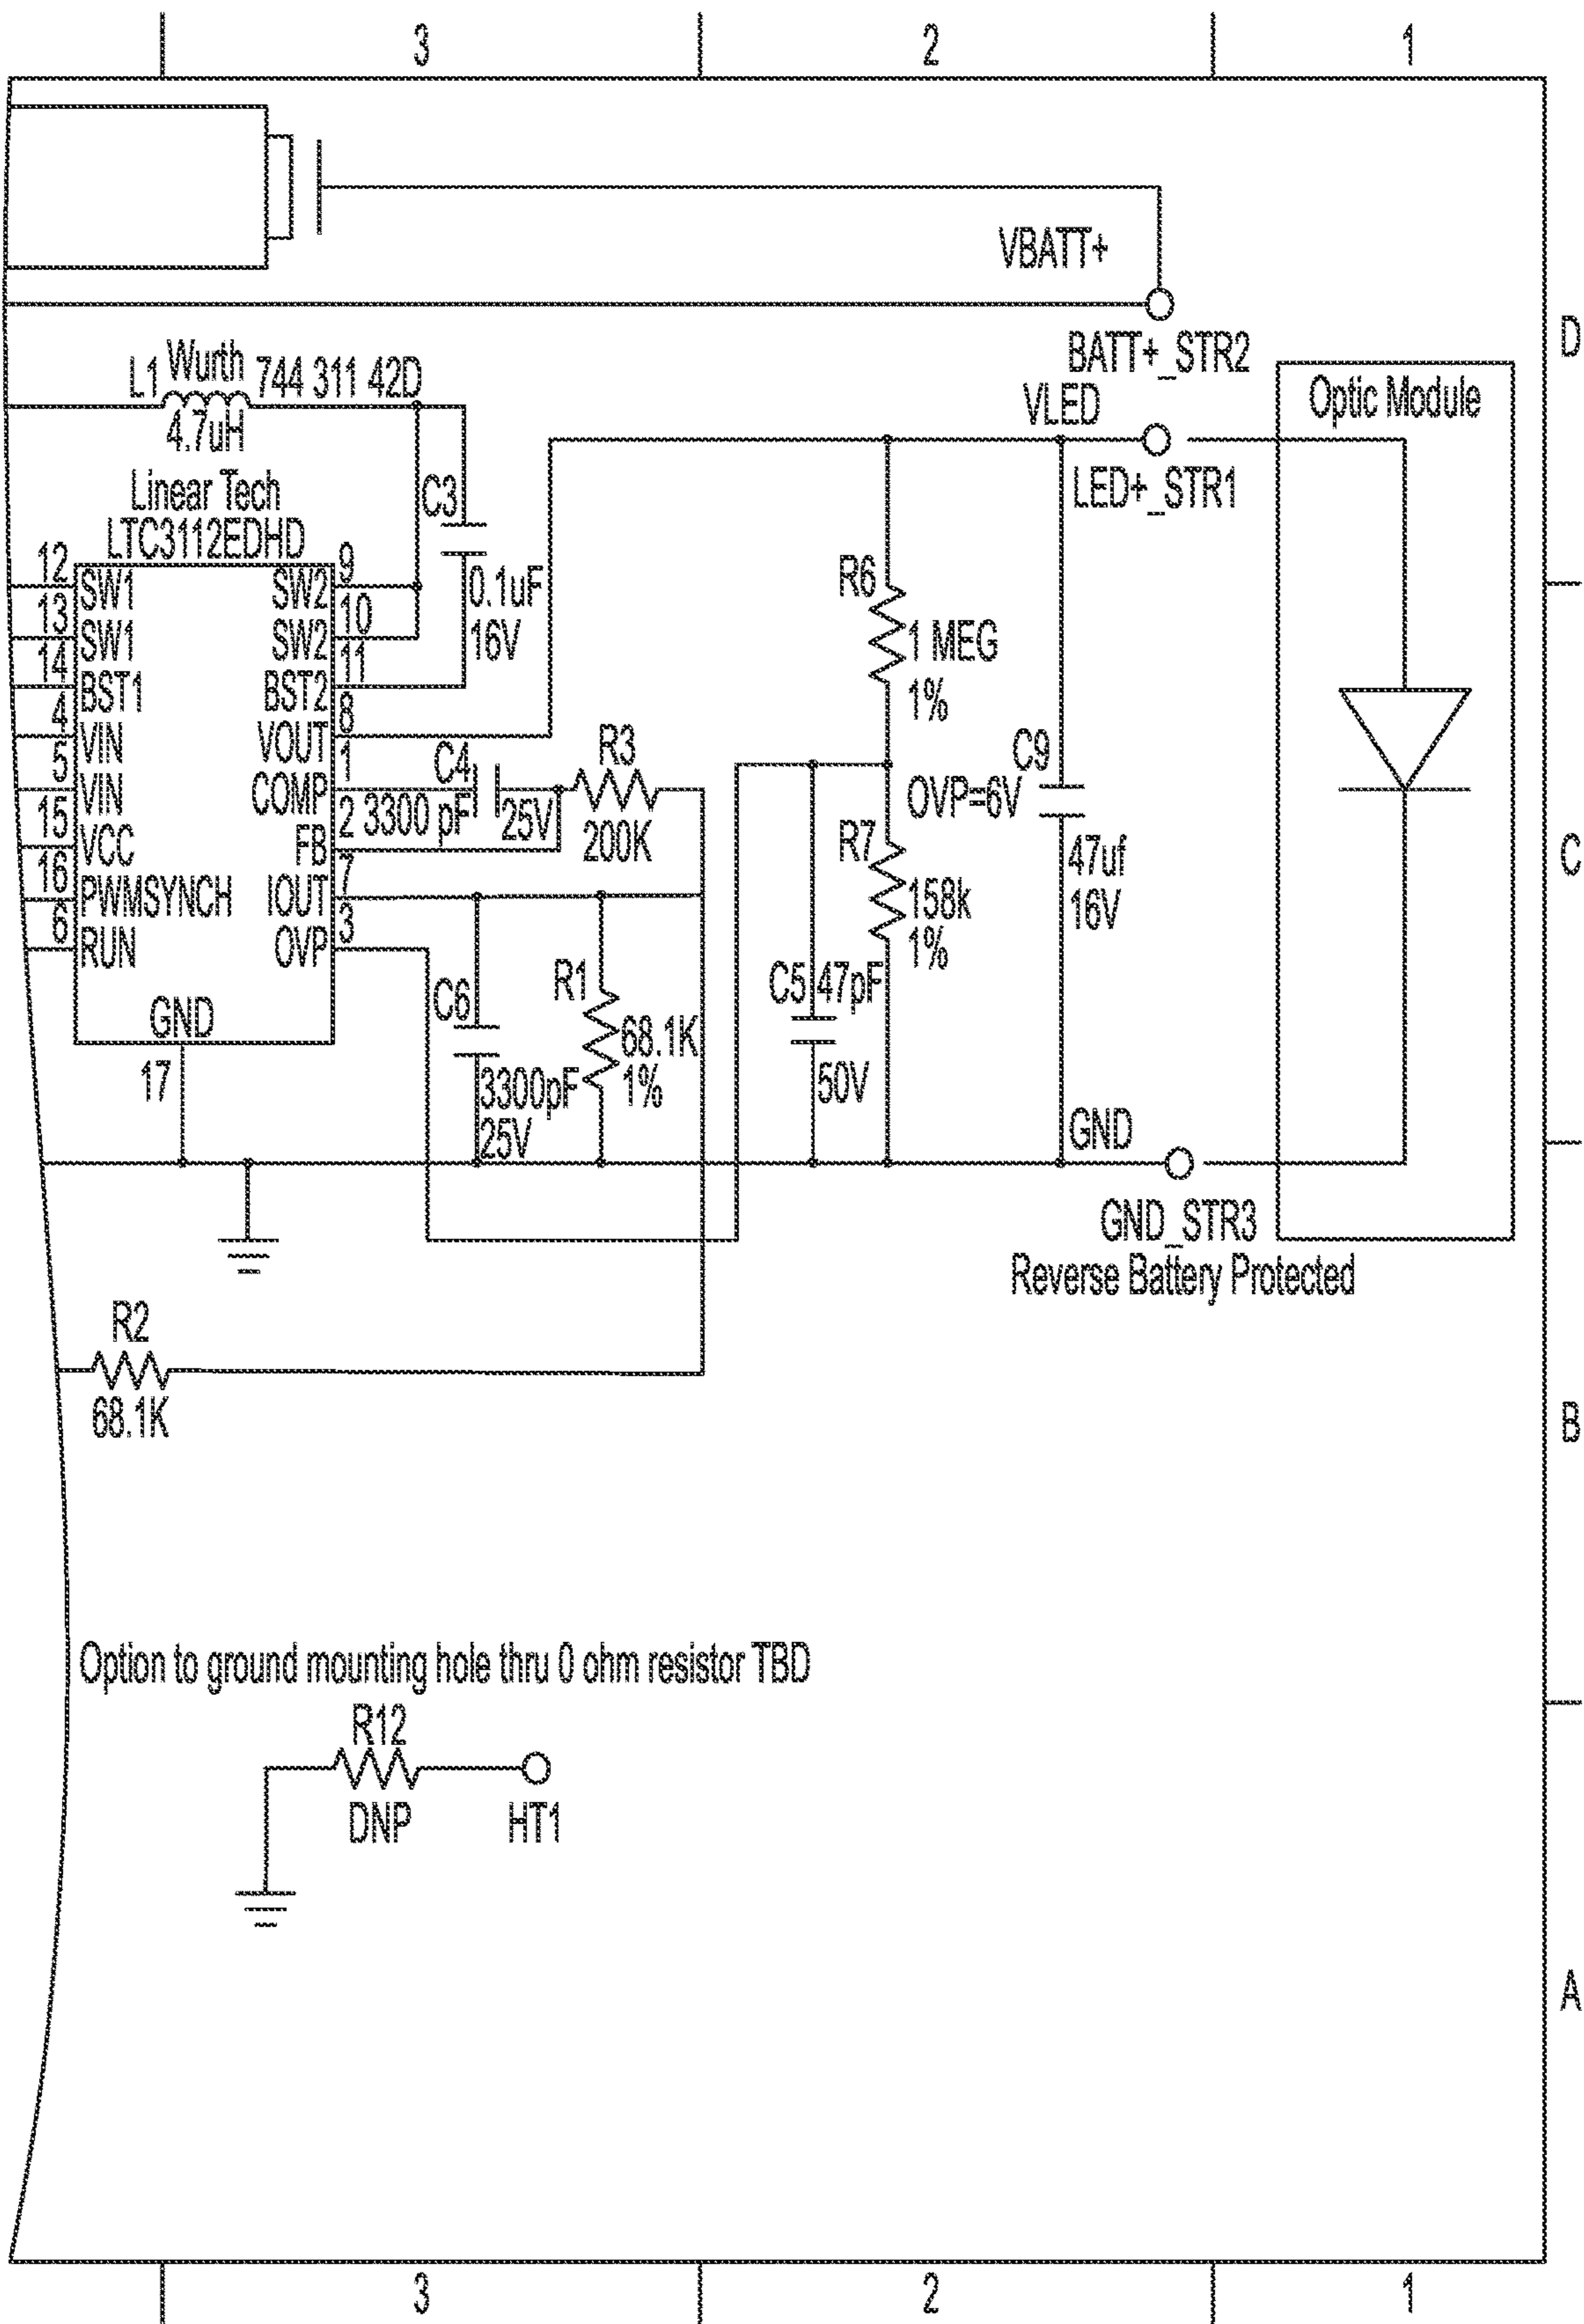 3 2 1
VBATT+
D
BATT+_STR2
L1 Wurth 744 311 42D
4.7uH
VLED
Optic Module
LED+_STR1
Linear Tech
LTC3112EDHD
C3
0.1uF
16V
12 SW1 SW2 9
13 SW1 SW2 10
14 BST1 BST2 11
4 VIN VOUT 8
5 VIN COMP 1
15 VCC FB 2
16 PWMSYNCH IOUT 7
6 RUN OVP 3
GND
17
C4
3300 pF 25V
R3
200K
R6
1 MEG
1%
C9
OVP=6V
47uf
16V
R7
158k
1%
C
C6
3300pF
25V
R1
68.1K
1%
C5 47pF
50V
GND
GND_STR3
Reverse Battery Protected
R2
68.1K
B
Option to ground mounting hole thru 0 ohm resistor TBD
R12
DNP HT1
A
3 2 1